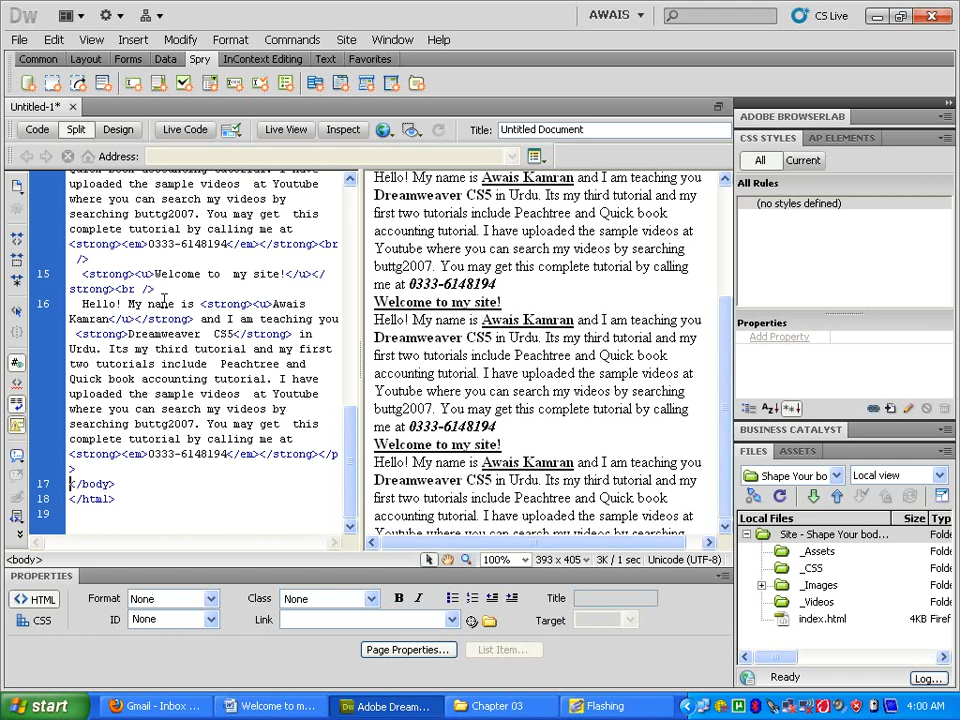 Dw
AWAIS
CS Live
File Edit View Insert Modify Format Commands Site Window Help
Common Layout Forms Data Spry InContext Editing Text Favorites
Untitled-1*
Code Split Design Live Code Live View Inspect Title: Untitled Document
Address:
uploaded the sample videos at Youtube
where you can search my videos by
searching buttg2007. You may get this
complete tutorial by calling me at
<strong><em>0333-6148194</em></strong><br
/>
15 <strong><u>Welcome to my site!</u></
strong><br />
16 Hello! My name is <strong><u>Awais
Kamran</u></strong> and I am teaching you
<strong>Dreamweaver CS5</strong> in
Urdu. Its my third tutorial and my first
two tutorials include Peachtree and
Quick book accounting tutorial. I have
uploaded the sample videos at Youtube
where you can search my videos by
searching buttg2007. You may get this
complete tutorial by calling me at
<strong><em>0333-6148194</em></strong></p
>
17 </body>
18 </html>
19
Hello! My name is Awais Kamran and I am teaching you
Dreamweaver CS5 in Urdu. Its my third tutorial and my
first two tutorials include Peachtree and Quick book
accounting tutorial. I have uploaded the sample videos at
Youtube where you can search my videos by searching
buttg2007. You may get this complete tutorial by calling
me at 0333-6148194
Welcome to my site!
Hello! My name is Awais Kamran and I am teaching you
Dreamweaver CS5 in Urdu. Its my third tutorial and my
first two tutorials include Peachtree and Quick book
accounting tutorial. I have uploaded the sample videos at
Youtube where you can search my videos by searching
buttg2007. You may get this complete tutorial by calling
me at 0333-6148194
Welcome to my site!
Hello! My name is Awais Kamran and I am teaching you
Dreamweaver CS5 in Urdu. Its my third tutorial and my
first two tutorials include Peachtree and Quick book
accounting tutorial. I have uploaded the sample videos at
Youtube where you can search my videos by searching
ADOBE BROWSERLAB
CSS STYLES AP ELEMENTS
All Current
All Rules
(no styles defined)
Properties
Add Property
BUSINESS CATALYST
FILES ASSETS
Shape Your bo Local view
Local Files Size Typ
Site - Shape Your bod... Folde
_Assets Folde
_CSS Folde
_Images Folde
_Videos Folde
index.html 4KB Firef
Ready Log...
<body> 100% 393 x 405 3K / 1 sec Unicode (UTF-8)
PROPERTIES
HTML Format None Class None B I Title
CSS ID None Link Target
Page Properties... List Item...
start Gmail - Inbox ... Welcome to m... Adobe Dream... Chapter 03 Flashing 4:00 AM